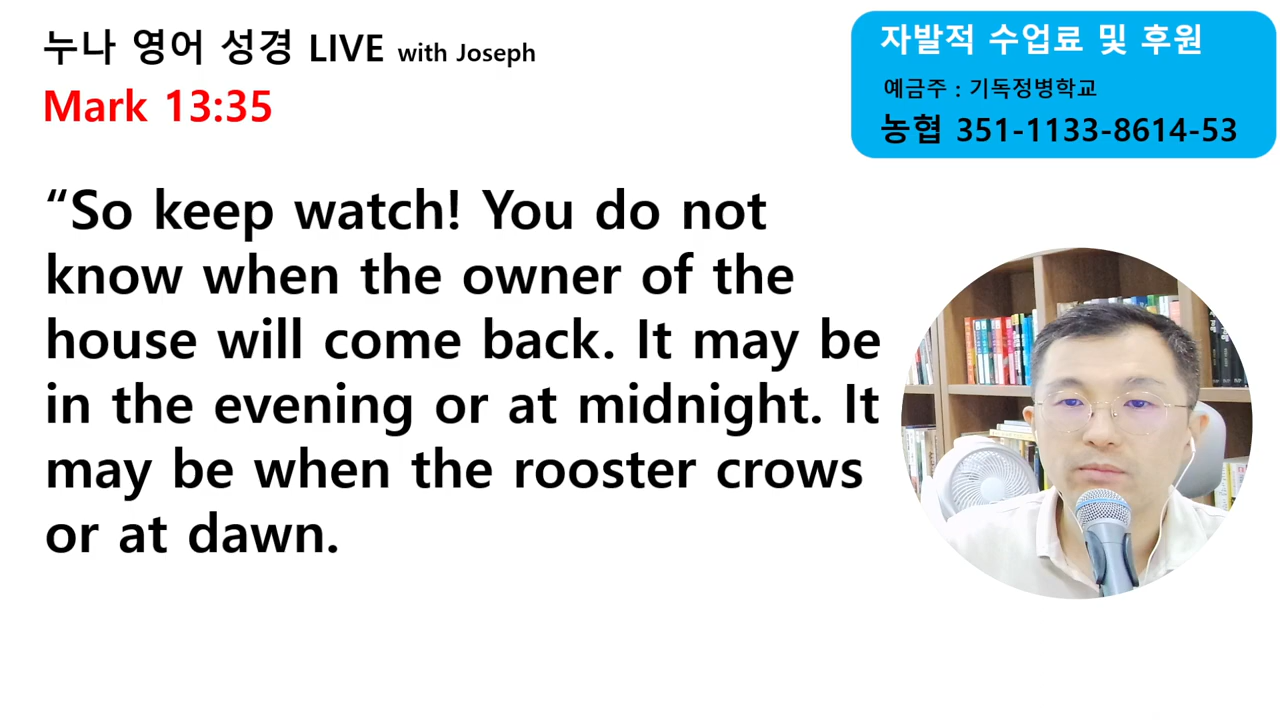 누나 영어 성경 LIVE with Joseph
Mark 13:35
자발적 수업료 및 후원
예금주 : 기독정병학교
농협 351-1133-8614-53
“So keep watch! You do not
know when the owner of the
house will come back. It may be
in the evening or at midnight. It
may be when the rooster crows
or at dawn.